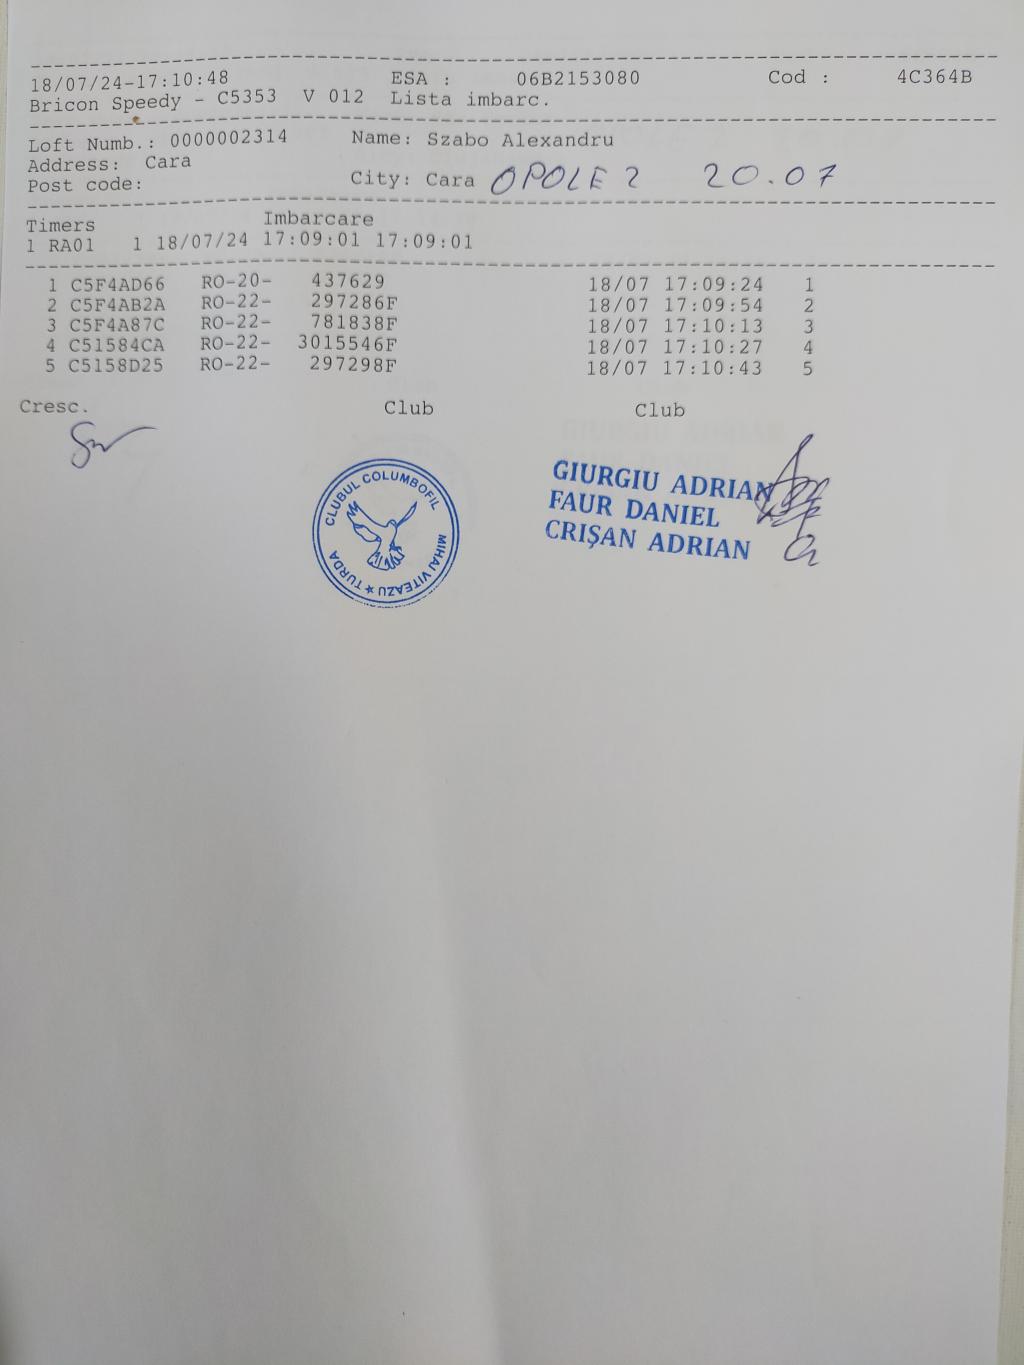 18/07/24-17:10:48 ESA : 06B2153080 Cod : 4C364B
Bricon Speedy - C5353 V 012 Lista imbarc.
Loft Numb.: 0000002314 Name: Szabo Alexandru
Address: Cara
Post code: City: Cara OPOLE 2 20.07
Timers Imbarcare
1 RA01 1 18/07/24 17:09:01 17:09:01
1 C5F4AD66 RO-20- 437629 18/07 17:09:24 1
2 C5F4AB2A RO-22- 297286F 18/07 17:09:54 2
3 C5F4A87C RO-22- 781838F 18/07 17:10:13 3
4 C51584CA RO-22- 3015546F 18/07 17:10:27 4
5 C5158D25 RO-22- 297298F 18/07 17:10:43 5
Cresc. Club Club
CLUBUL COLUMBOFIL
MIHAI VITEAZU ★ TURDA
GIURGIU ADRIAN
FAUR DANIEL
CRIŞAN ADRIAN